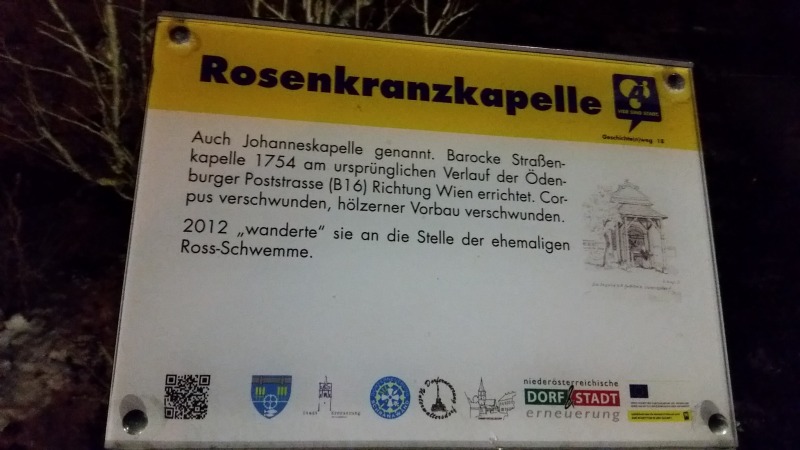 Rosenkranzkapelle
Auch Johanneskapelle genannt. Barocke Straßen-
kapelle 1754 am ursprünglichen Verlauf der Öden-
burger Poststrasse (B16) Richtung Wien errichtet. Cor-
pus verschwunden, hölzerner Vorbau verschwunden.
2012 „wanderte“ sie an die Stelle der ehemaligen
Ross-Schwemme.
niederösterreichische
DORF STADT
erneuerung